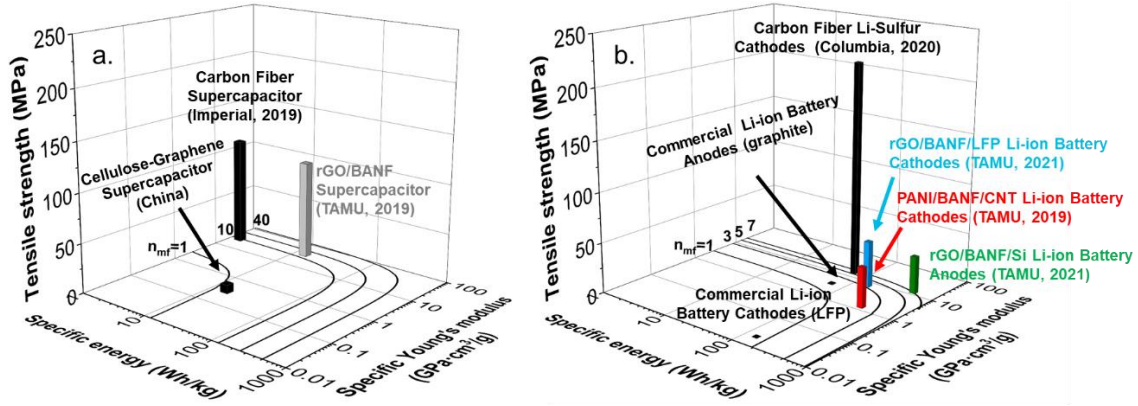 a.
250
200
150
100
50
0
Tensile strength (MPa)
Carbon Fiber
Supercapacitor
(Imperial, 2019)
Cellulose-Graphene
Supercapacitor
(China)
rGO/BANF
Supercapacitor
(TAMU, 2019)
n_mf=1
10
40
10
100
1000
Specific energy (Wh/kg)
0.01
0.1
1
10
100
Specific Young's modulus
(GPa·cm³/g)
b.
250
200
150
100
50
0
Tensile strength (MPa)
Carbon Fiber Li-Sulfur
Cathodes (Columbia, 2020)
Commercial Li-ion Battery
Anodes (graphite)
rGO/BANF/LFP Li-ion Battery
Cathodes (TAMU, 2021)
PANI/BANF/CNT Li-ion Battery
Cathodes (TAMU, 2019)
rGO/BANF/Si Li-ion Battery
Anodes (TAMU, 2021)
Commercial Li-ion
Battery Cathodes (LFP)
n_mf=1
3
5
7
10
100
1000
Specific energy (Wh/kg)
0.01
0.1
1
10
100
Specific Young's modulus
(GPa·cm³/g)